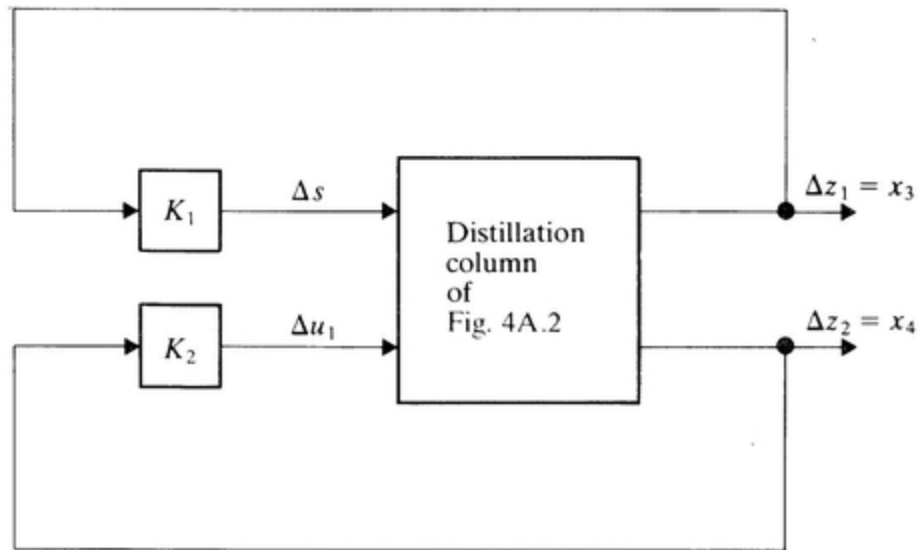 Δz₁ = x₃
K₁
Δs
Distillation
column
of
Fig. 4A.2
K₂
Δu₁
Δz₂ = x₄